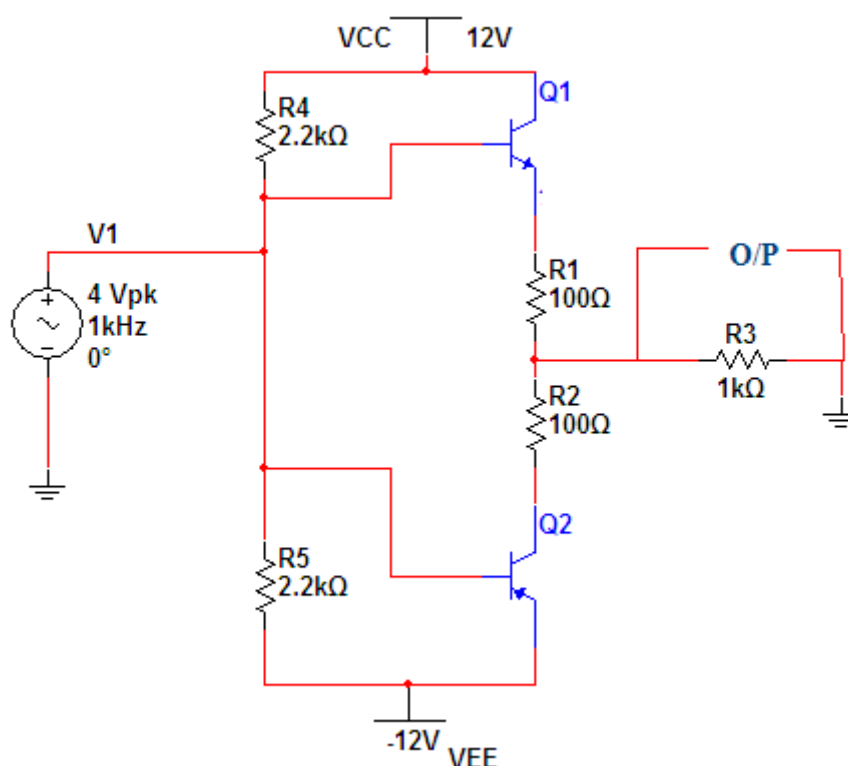 VCC 12V
Q1
R4
2.2kΩ
V1
4 Vpk
1kHz
0°
R1
100Ω
O/P
R3
1kΩ
R2
100Ω
Q2
R5
2.2kΩ
-12V
VEE